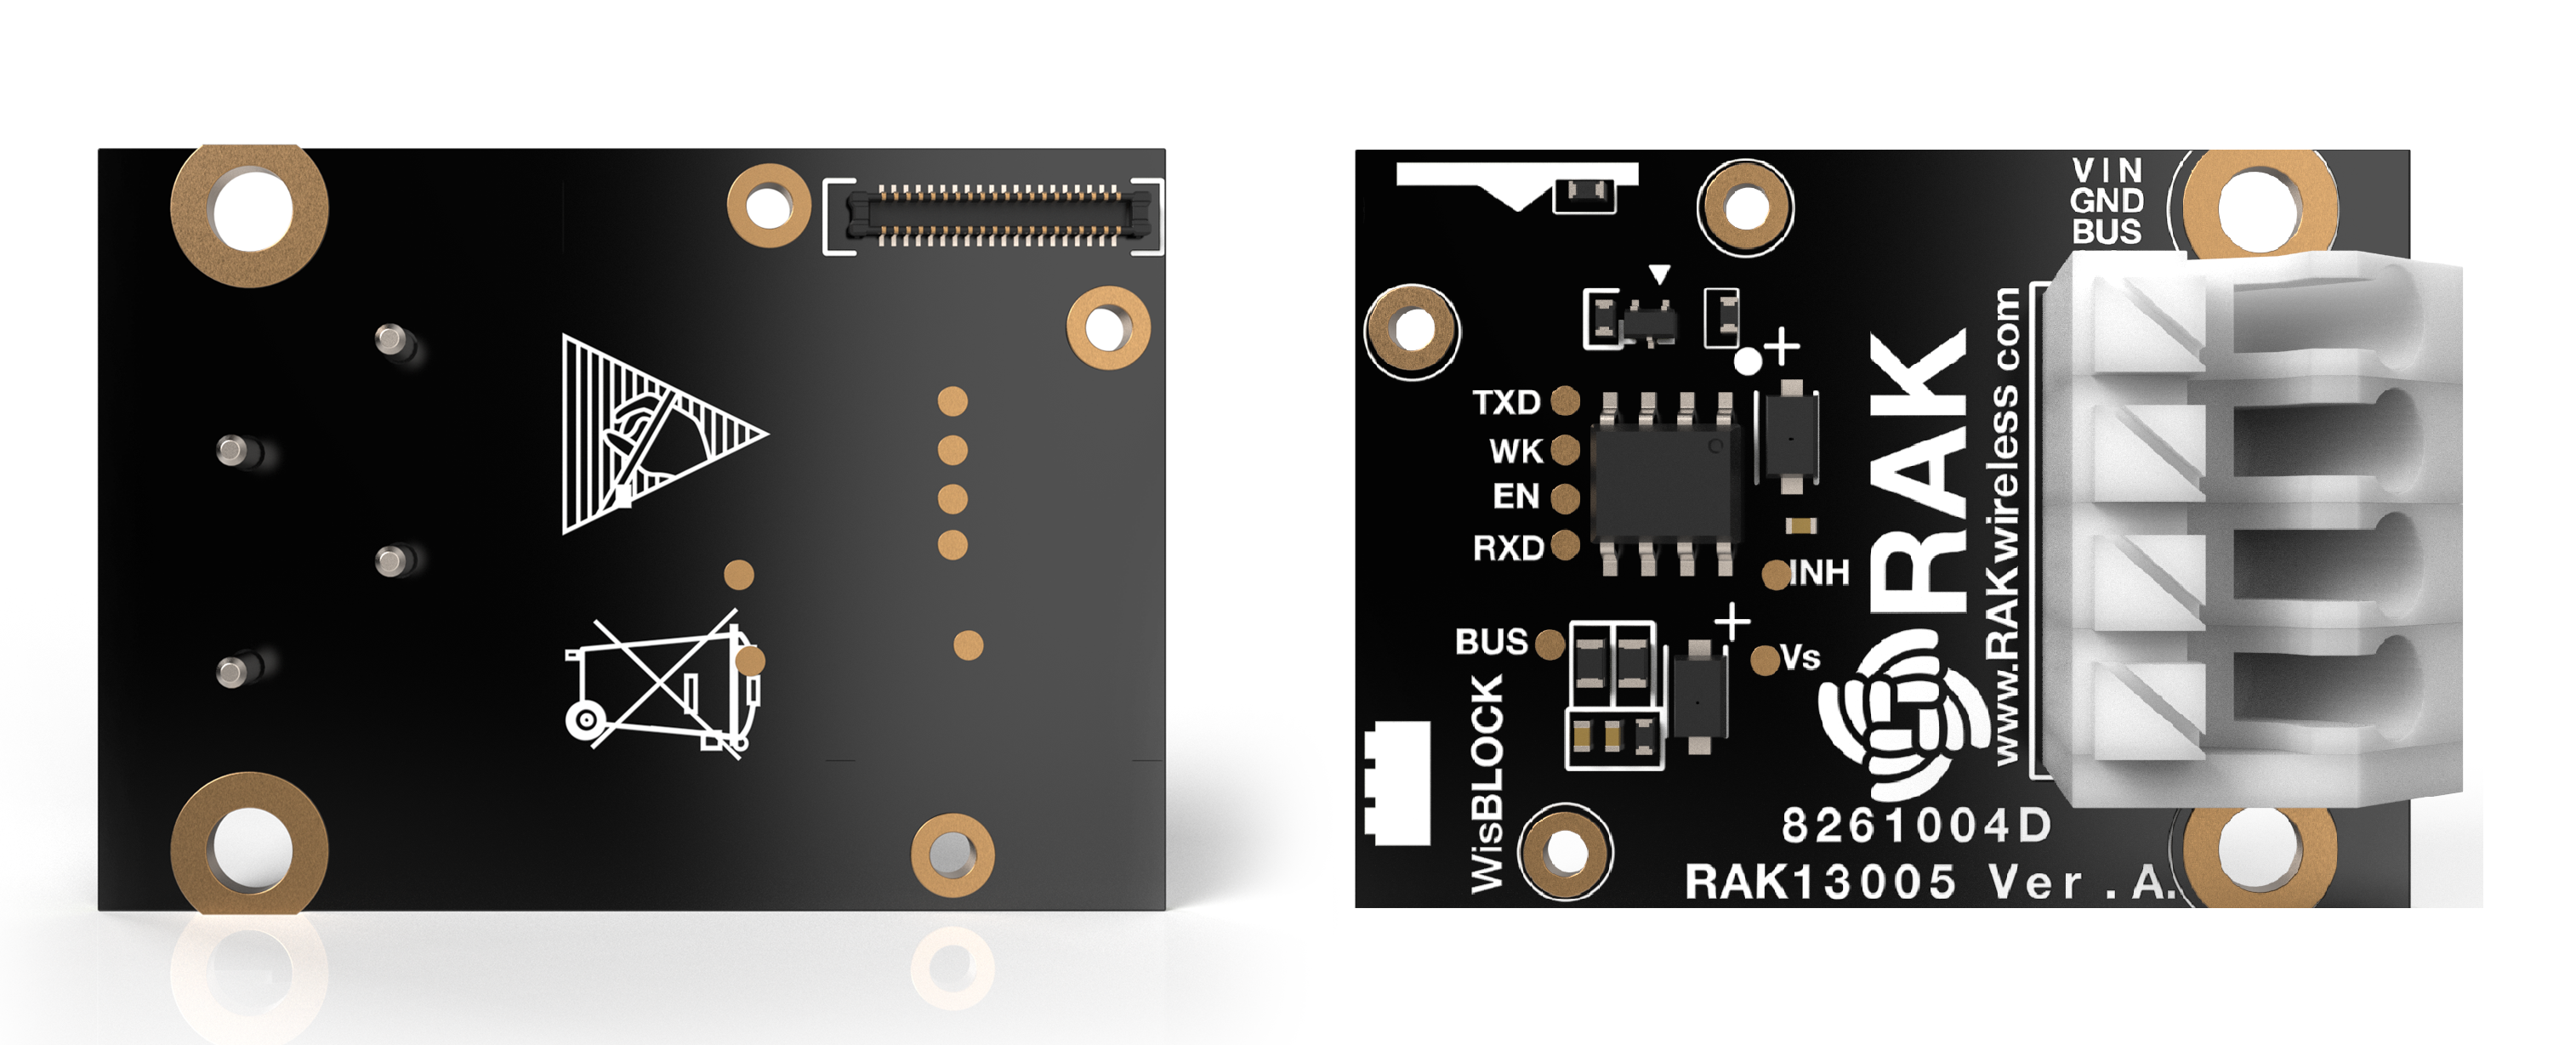 VIN
GND
BUS
TXD
WK
EN
RXD
INH
BUS
Vs
WisBLOCK
RAK
www.RAKwireless com
8261004D
RAK13005 Ver .A.